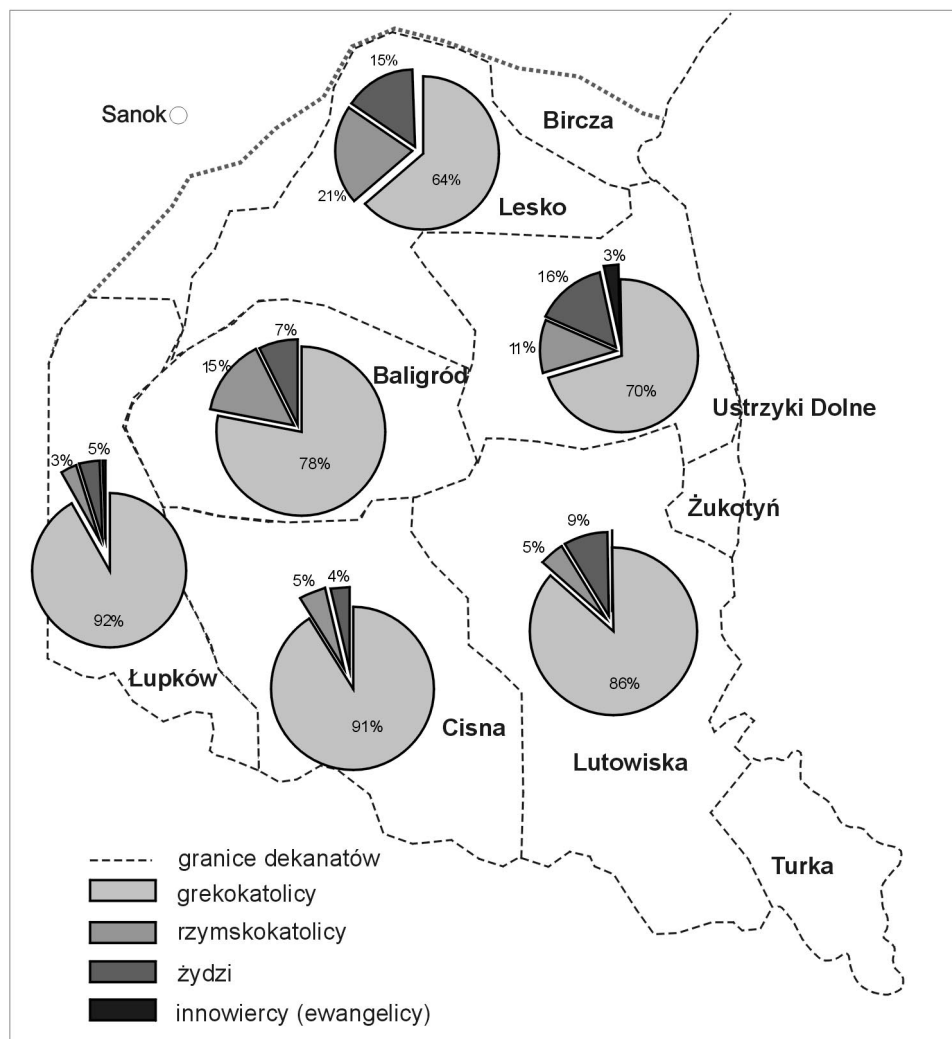 Sanok
Bircza
15%
21%
64%
Lesko
3%
16%
11%
70%
Ustrzyki Dolne
7%
15%
78%
Baligród
Żukotyń
3%
5%
92%
Łupków
5%
4%
91%
Cisna
9%
5%
86%
Lutowiska
Turka
granice dekanatów
grekokatolicy
rzymskokatolicy
żydzi
innowiercy (ewangelicy)